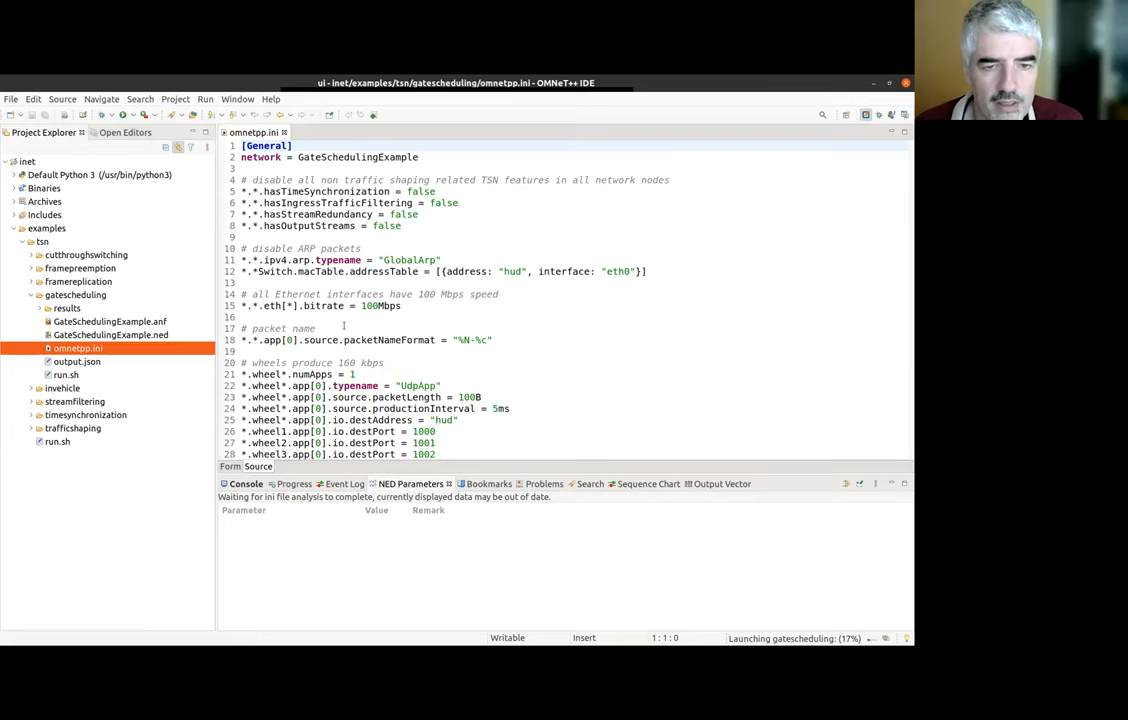 ui - inet/examples/tsn/gatescheduling/omnetpp.ini - OMNeT++ IDE
File Edit Source Navigate Search Project Run Window Help
Project Explorer Open Editors
inet
Default Python 3 (/usr/bin/python3)
Binaries
Archives
Includes
examples
tsn
cutthroughswitching
framepreemption
framereplication
gatescheduling
results
GateSchedulingExample.anf
GateSchedulingExample.ned
omnetpp.ini
output.json
run.sh
invehicle
streamfiltering
timesynchronization
trafficshaping
run.sh
omnetpp.ini
1 [General]
2 network = GateSchedulingExample
3
4 # disable all non traffic shaping related TSN features in all network nodes
5 *.*.hasTimeSynchronization = false
6 *.*.hasIngressTrafficFiltering = false
7 *.*.hasStreamRedundancy = false
8 *.*.hasOutputStreams = false
9
10 # disable ARP packets
11 *.*.ipv4.arp.typename = "GlobalArp"
12 *.*Switch.macTable.addressTable = [{address: "hud", interface: "eth0"}]
13
14 # all Ethernet interfaces have 100 Mbps speed
15 *.*.eth[*].bitrate = 100Mbps
16
17 # packet name
18 *.*.app[0].source.packetNameFormat = "%N-%c"
19
20 # wheels produce 160 kbps
21 *.wheel*.numApps = 1
22 *.wheel*.app[0].typename = "UdpApp"
23 *.wheel*.app[0].source.packetLength = 100B
24 *.wheel*.app[0].source.productionInterval = 5ms
25 *.wheel*.app[0].io.destAddress = "hud"
26 *.wheel1.app[0].io.destPort = 1000
27 *.wheel2.app[0].io.destPort = 1001
28 *.wheel3.app[0].io.destPort = 1002
Form Source
Console Progress Event Log NED Parameters Bookmarks Problems Search Sequence Chart Output Vector
Waiting for ini file analysis to complete, currently displayed data may be out of date.
Parameter Value Remark
Writable Insert 1:1:0 Launching gatescheduling: (17%)